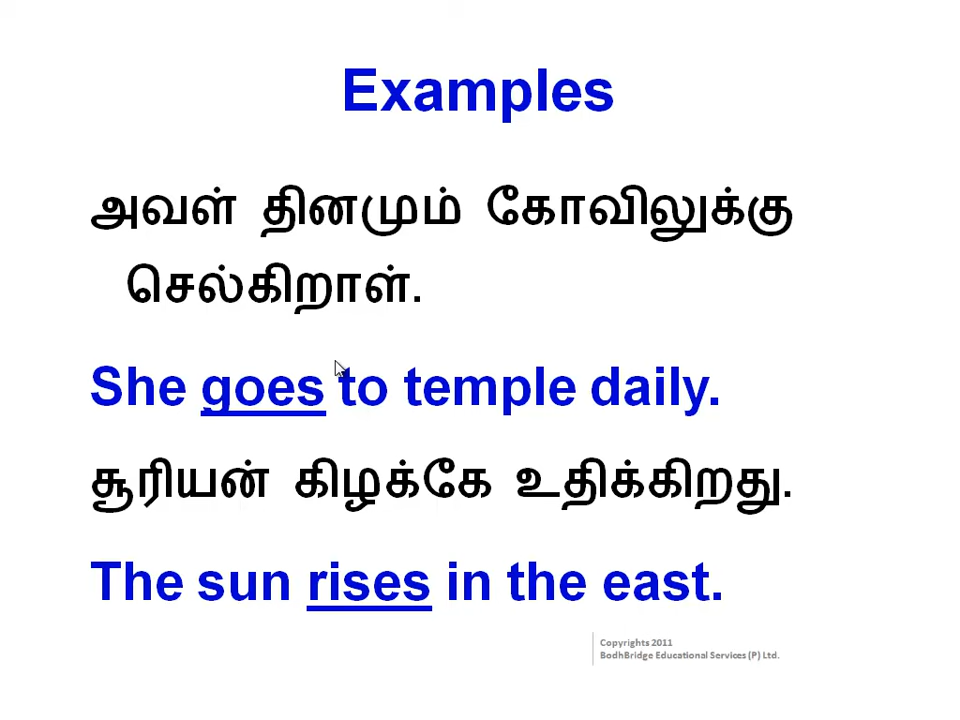 Examples
அவள் தினமும் கோவிலுக்கு
செல்கிறாள்.
She goes to temple daily.
சூரியன் கிழக்கே உதிக்கிறது.
The sun rises in the east.
Copyrights 2011
BodhBridge Educational Services (P) Ltd.